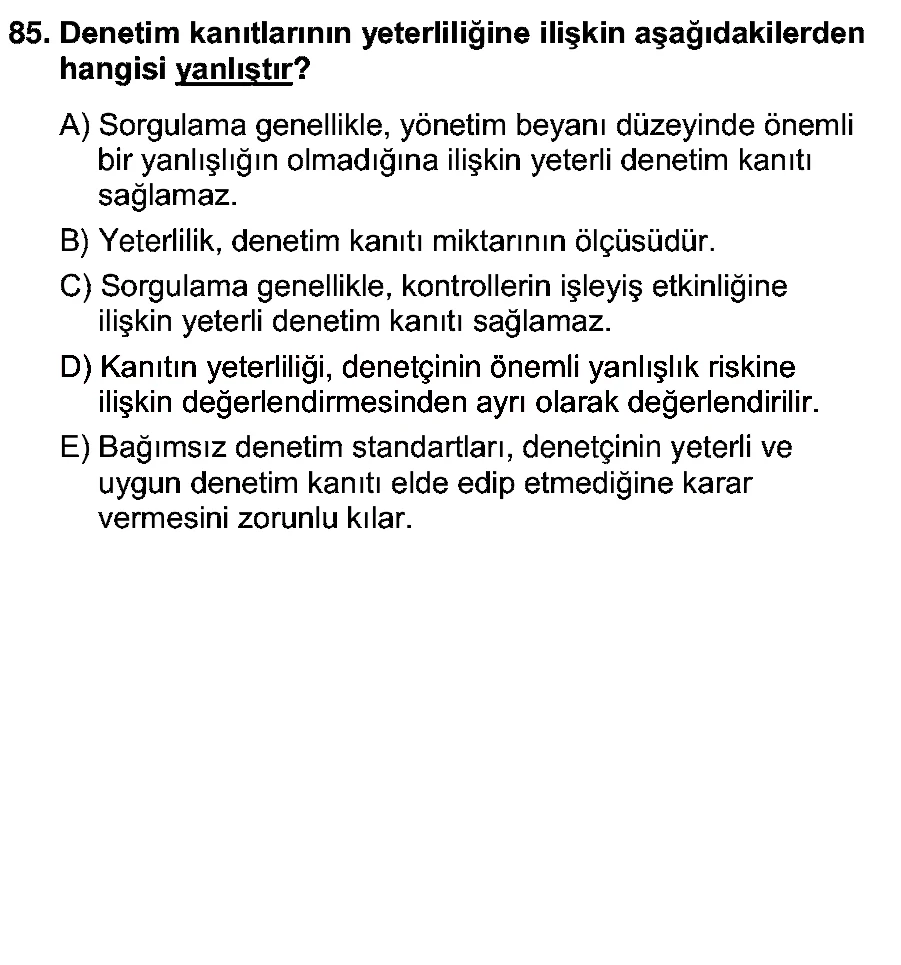 85. Denetim kanıtlarının yeterliliğine ilişkin aşağıdakilerden
hangisi yanlıştır?
A) Sorgulama genellikle, yönetim beyanı düzeyinde önemli
bir yanlışlığın olmadığına ilişkin yeterli denetim kanıtı
sağlamaz.
B) Yeterlilik, denetim kanıtı miktarının ölçüsüdür.
C) Sorgulama genellikle, kontrollerin işleyiş etkinliğine
ilişkin yeterli denetim kanıtı sağlamaz.
D) Kanıtın yeterliliği, denetçinin önemli yanlışlık riskine
ilişkin değerlendirmesinden ayrı olarak değerlendirilir.
E) Bağımsız denetim standartları, denetçinin yeterli ve
uygun denetim kanıtı elde edip etmediğine karar
vermesini zorunlu kılar.